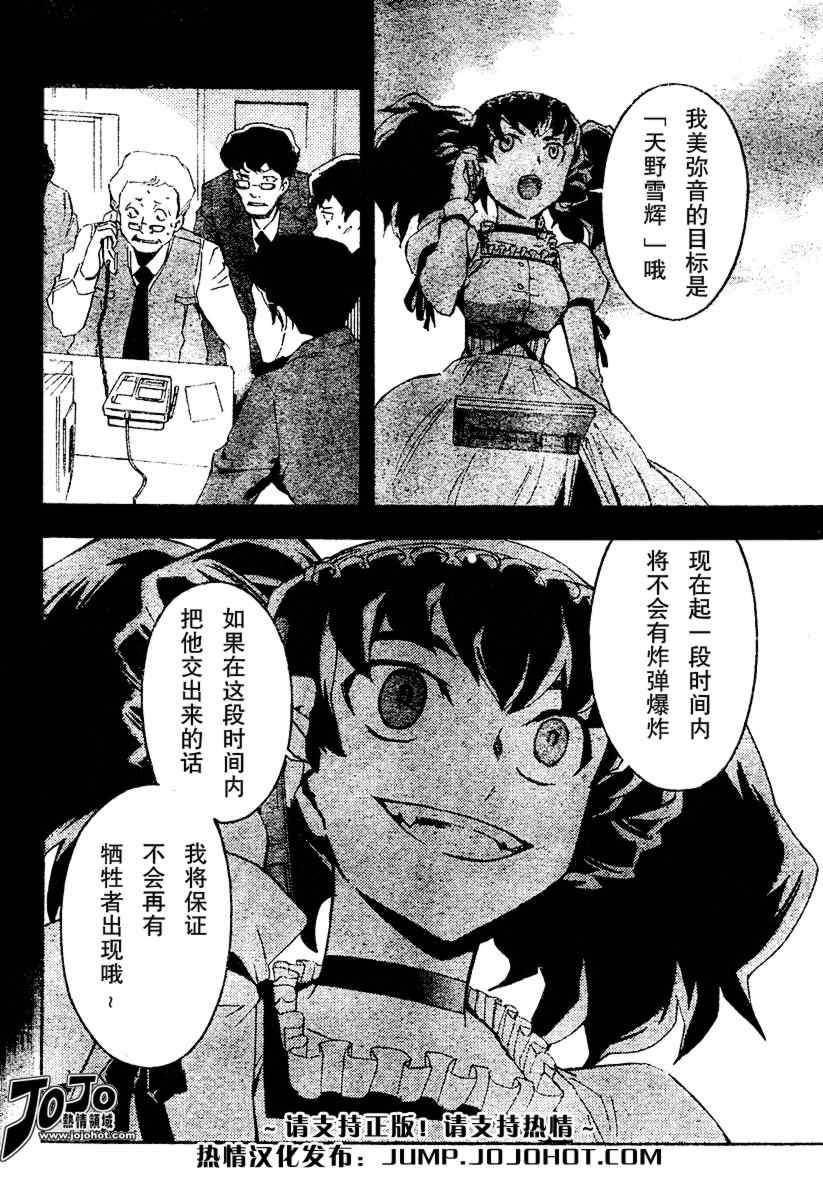 我美弥音的目标是
「天野雪辉」哦
现在起一段时间内
将不会有炸弹爆炸
如果在这段时间内
把他交出来的话
我将保证
不会再有
牺牲者出现哦~
JOJO
熱情領域
www.jojohot.com
~请支持正版!请支持热情~
热情汉化发布:JUMP.JOJOHOT.COM